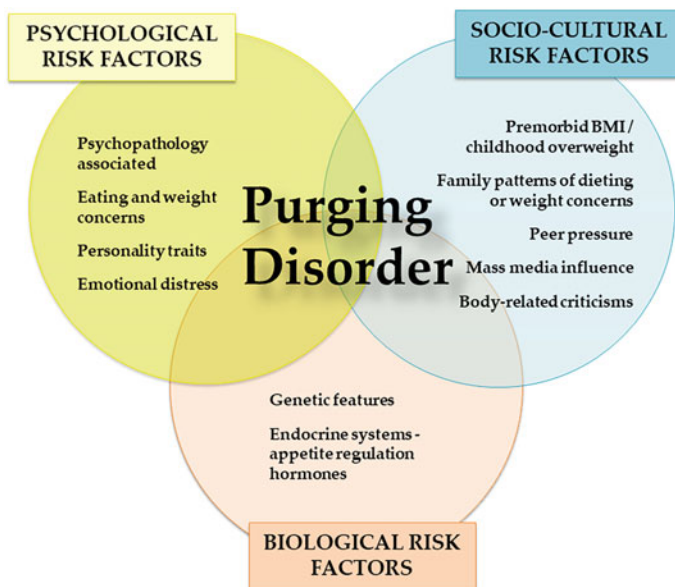 PSYCHOLOGICAL
RISK FACTORS
SOCIO-CULTURAL
RISK FACTORS
Psychopathology
associated
Eating and weight
concerns
Personality traits
Emotional distress
Purging
Disorder
Premorbid BMI /
childhood overweight
Family patterns of dieting
or weight concerns
Peer pressure
Mass media influence
Body-related criticisms
Genetic features
Endocrine systems -
appetite regulation
hormones
BIOLOGICAL RISK
FACTORS